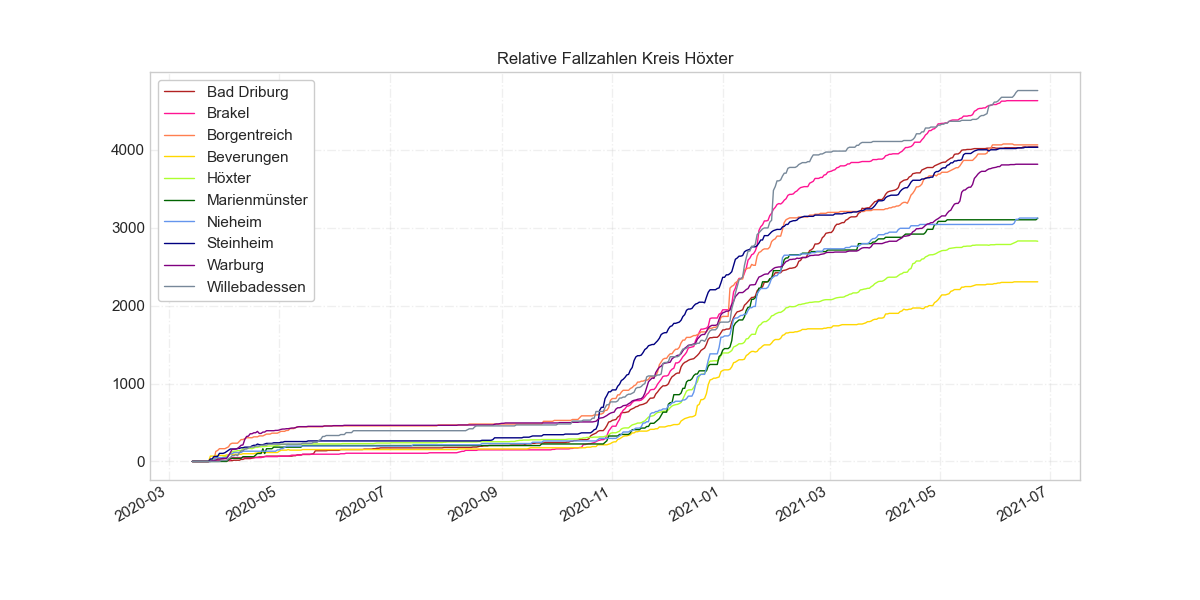 Relative Fallzahlen Kreis Höxter
Bad Driburg
Brakel
Borgentreich
Beverungen
Höxter
Marienmünster
Nieheim
Steinheim
Warburg
Willebadessen
4000
3000
2000
1000
0
2020-03
2020-05
2020-07
2020-09
2020-11
2021-01
2021-03
2021-05
2021-07